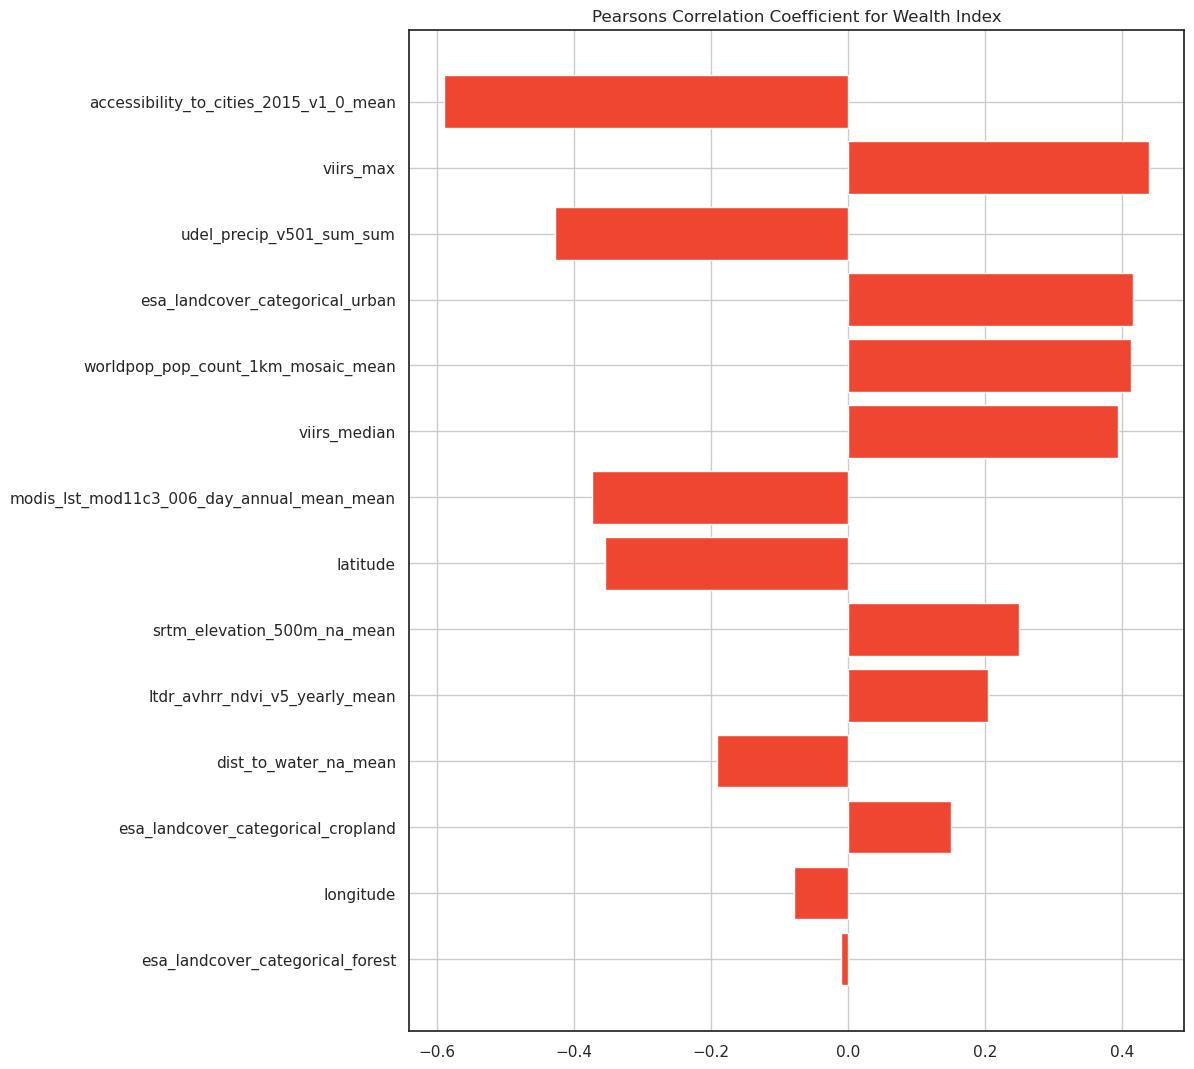 Pearsons Correlation Coefficient for Wealth Index
accessibility_to_cities_2015_v1_0_mean
viirs_max
udel_precip_v501_sum_sum
esa_landcover_categorical_urban
worldpop_pop_count_1km_mosaic_mean
viirs_median
modis_lst_mod11c3_006_day_annual_mean_mean
latitude
srtm_elevation_500m_na_mean
ltdr_avhrr_ndvi_v5_yearly_mean
dist_to_water_na_mean
esa_landcover_categorical_cropland
longitude
esa_landcover_categorical_forest
−0.6 −0.4 −0.2 0.0 0.2 0.4